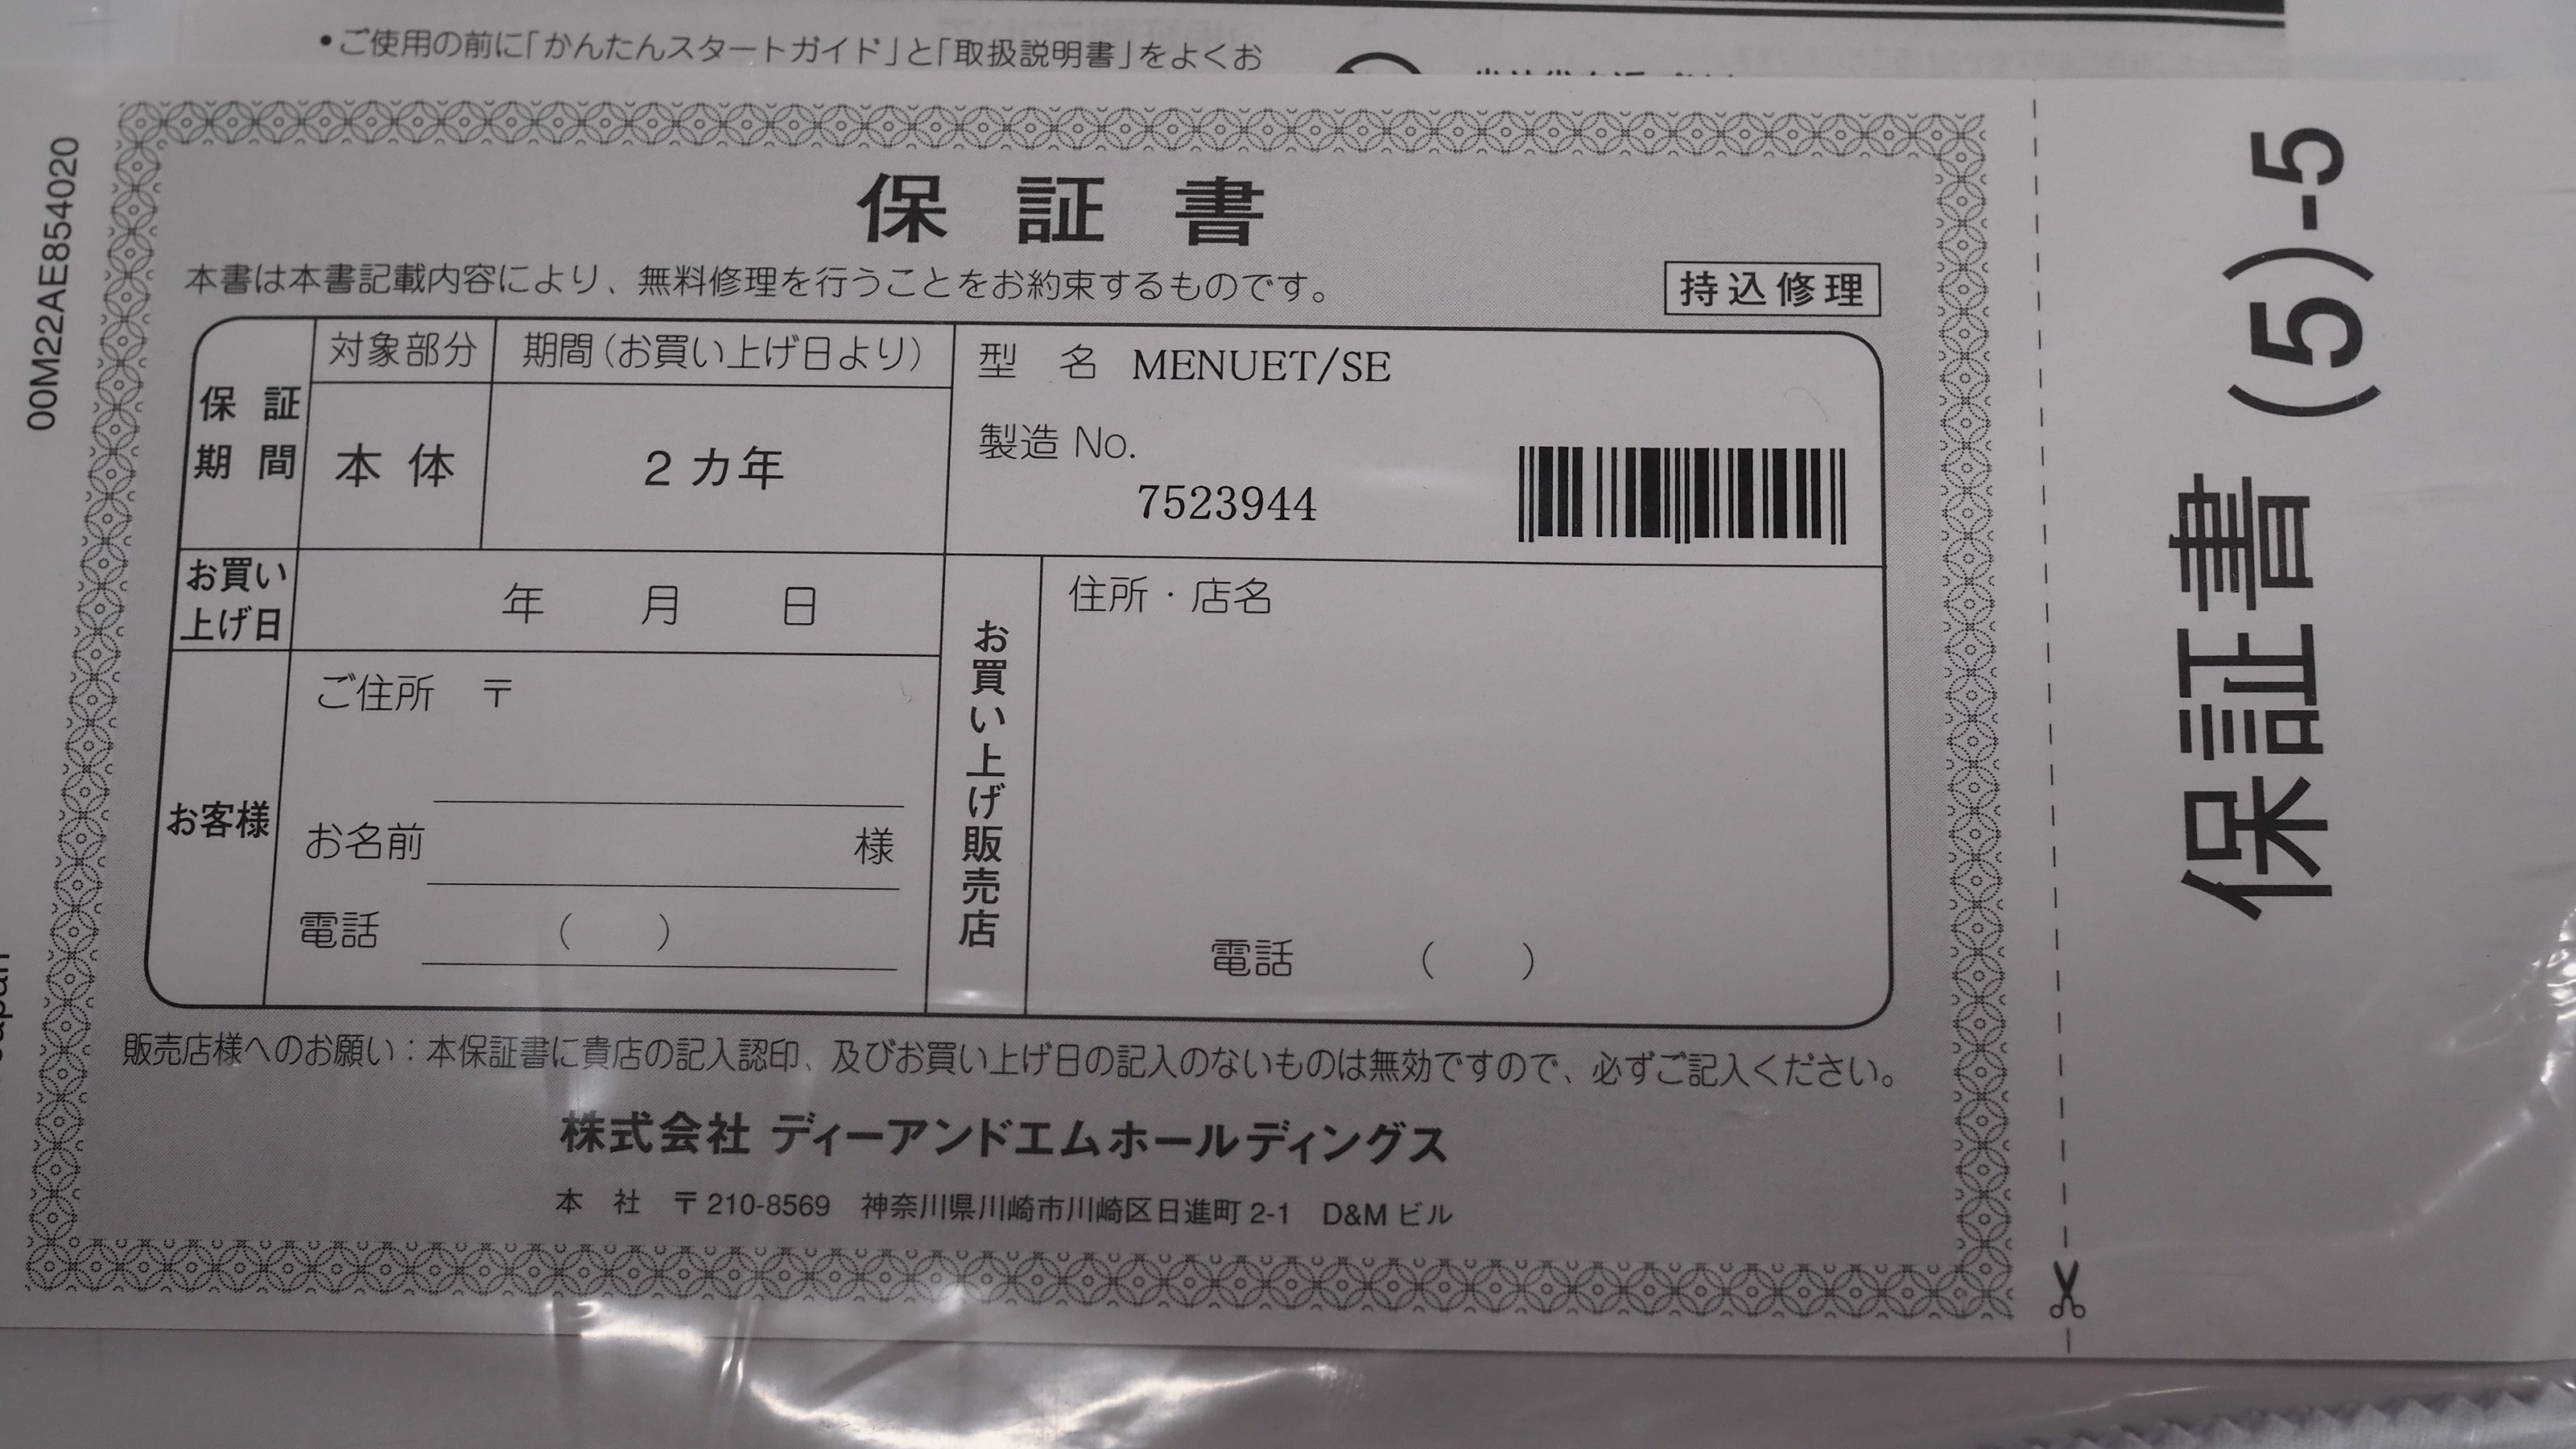 •ご使用の前に「かんたんスタートガイド」と「取扱説明書」をよくお
00M22AE854020
保証書
本書は本書記載内容により、無料修理を行うことをお約束するものです。
持込修理
保証期間
対象部分
期間(お買い上げ日より)
本体
2カ年
型 名 MENUET/SE
製造 No.
7523944
お買い
上げ日
年 月 日
お客様
ご住所 〒
お名前 様
電話 ( )
お買い上げ販売店
住所・店名
電話 ( )
販売店様へのお願い:本保証書に貴店の記入認印、及びお買い上げ日の記入のないものは無効ですので、必ずご記入ください。
株式会社 ディーアンドエムホールディングス
本 社 〒210-8569 神奈川県川崎市川崎区日進町 2-1 D&M ビル
保証書 (5)-5